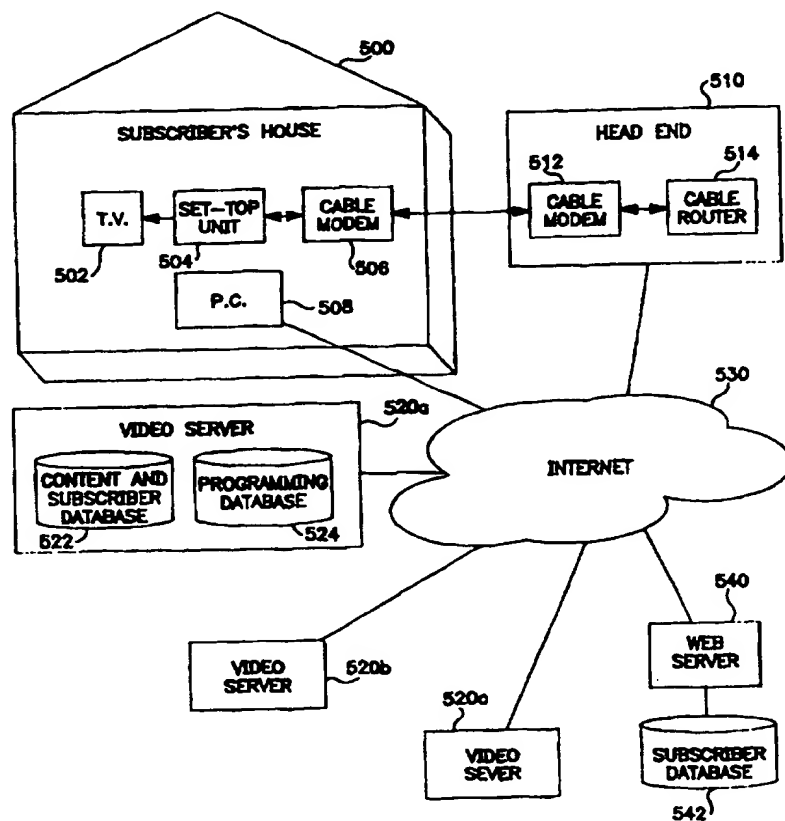 500
510
SUBSCRIBER'S HOUSE
HEAD END
512
514
T.V.
SET-TOP
UNIT
CABLE
MODEM
CABLE
MODEM
CABLE
ROUTER
502
504
506
P.C.
508
530
520a
VIDEO SERVER
INTERNET
CONTENT AND
SUBSCRIBER
DATABASE
PROGRAMMING
DATABASE
522
524
540
WEB
SERVER
VIDEO
SERVER
520b
520c
VIDEO
SEVER
SUBSCRIBER
DATABASE
542